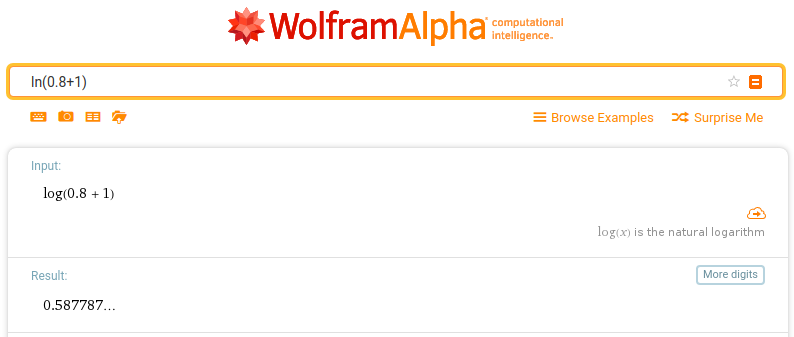 WolframAlpha computational intelligence™
ln(0.8+1)
Browse Examples Surprise Me
Input:
log(0.8 + 1)
log(x) is the natural logarithm
Result: More digits
0.587787...